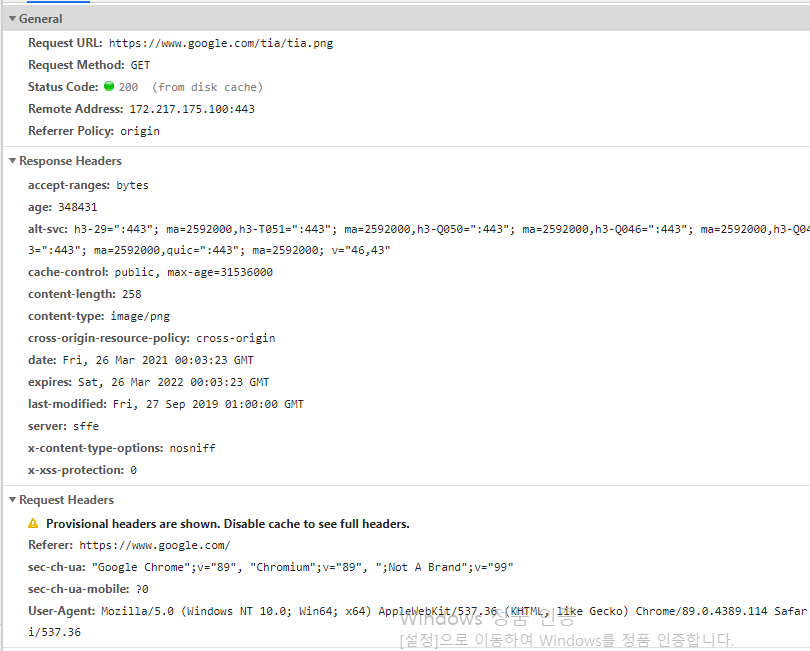 General
Request URL: https://www.google.com/tia/tia.png
Request Method: GET
Status Code: 200 (from disk cache)
Remote Address: 172.217.175.100:443
Referrer Policy: origin
Response Headers
accept-ranges: bytes
age: 348431
alt-svc: h3-29=":443"; ma=2592000,h3-T051=":443"; ma=2592000,h3-Q050=":443"; ma=2592000,h3-Q046=":443"; ma=2592000,h3-Q04
3=":443"; ma=2592000,quic=":443"; ma=2592000; v="46,43"
cache-control: public, max-age=31536000
content-length: 258
content-type: image/png
cross-origin-resource-policy: cross-origin
date: Fri, 26 Mar 2021 00:03:23 GMT
expires: Sat, 26 Mar 2022 00:03:23 GMT
last-modified: Fri, 27 Sep 2019 01:00:00 GMT
server: sffe
x-content-type-options: nosniff
x-xss-protection: 0
Request Headers
Provisional headers are shown. Disable cache to see full headers.
Referer: https://www.google.com/
sec-ch-ua: "Google Chrome";v="89", "Chromium";v="89", ";Not A Brand";v="99"
sec-ch-ua-mobile: ?0
User-Agent: Mozilla/5.0 (Windows NT 10.0; Win64; x64) AppleWebKit/537.36 (KHTML, like Gecko) Chrome/89.0.4389.114 Safar
i/537.36
Windows 정품 인증
[설정]으로 이동하여 Windows를 정품 인증합니다.